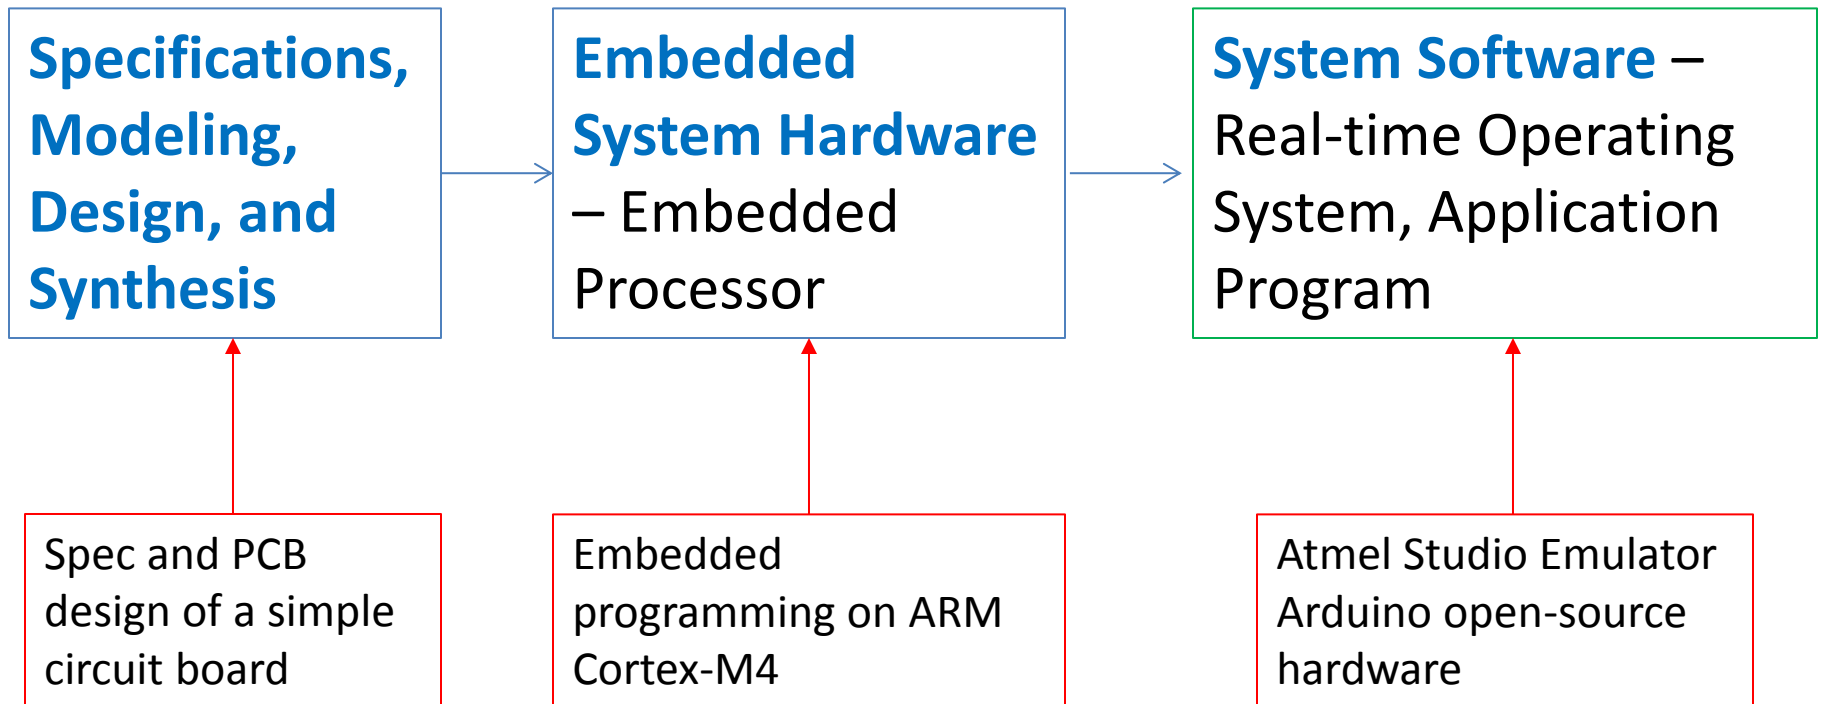 Specifications,
Modeling,
Design, and
Synthesis
Embedded
System Hardware
– Embedded
Processor
System Software –
Real-time Operating
System, Application
Program
Spec and PCB
design of a simple
circuit board
Embedded
programming on ARM
Cortex-M4
Atmel Studio Emulator
Arduino open-source
hardware